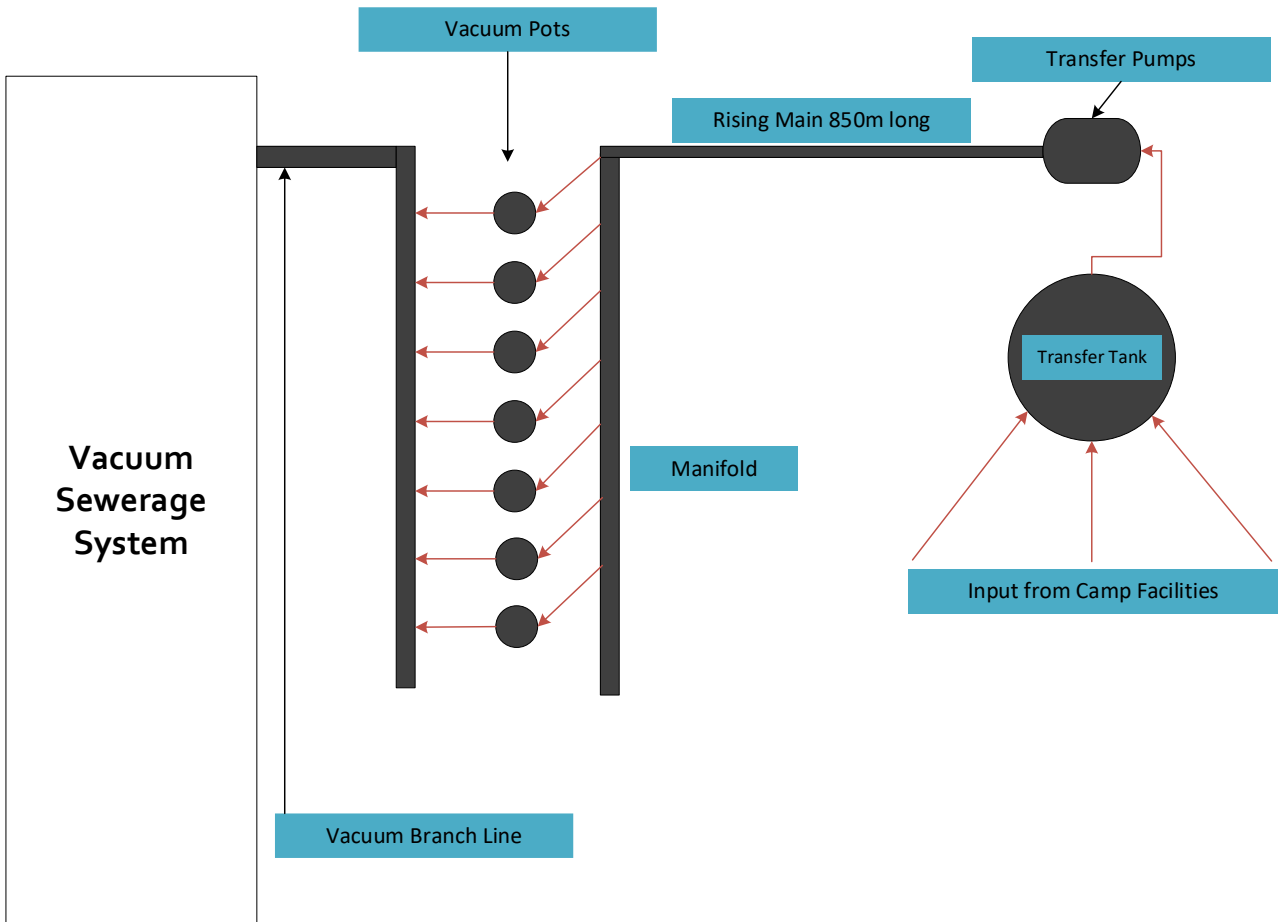 Vacuum Pots
Transfer Pumps
Rising Main 850m long
Transfer Tank
Vacuum
Sewerage
System
Manifold
Input from Camp Facilities
Vacuum Branch Line